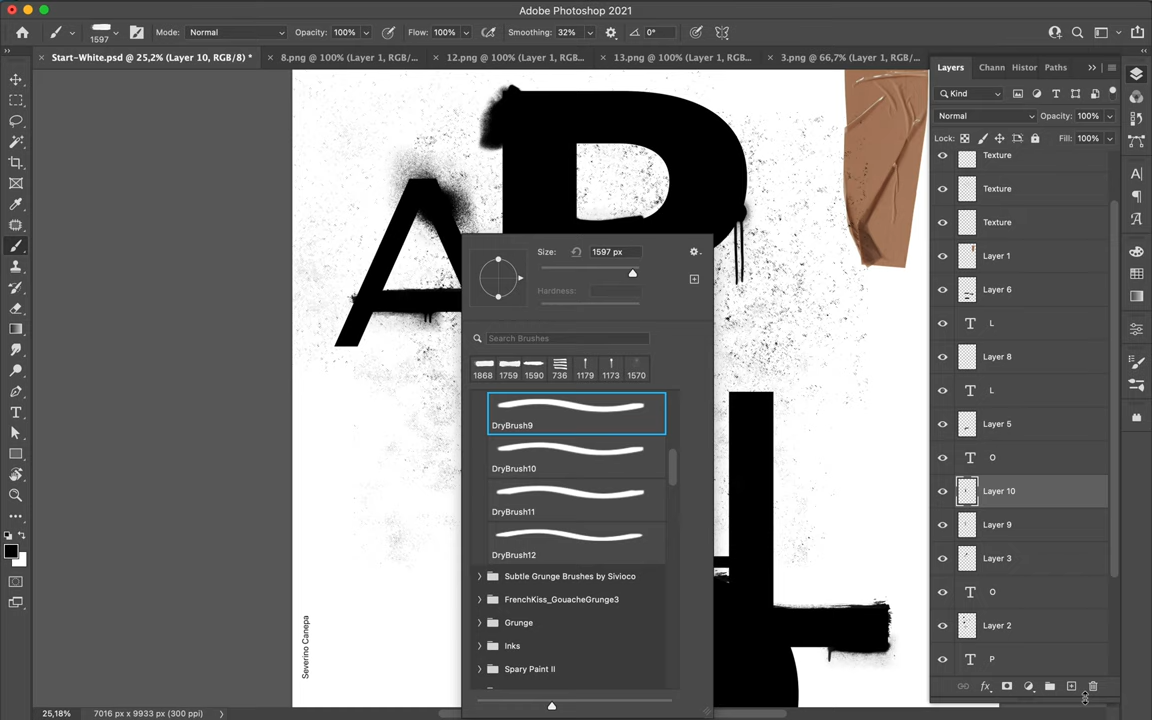 Adobe Photoshop 2021
1597
Mode: Normal
Opacity: 100%
Flow: 100%
Smoothing: 32%
0°
Start-White.psd @ 25,2% (Layer 10, RGB/8) *
8.png @ 100% (Layer 1, RGB/...
12.png @ 100% (Layer 1, RGB...
13.png @ 100% (Layer 1, RGB/...
3.png @ 66,7% (Layer 1, RGB/...
Layers
Chann
Histor
Paths
Kind
Normal
Opacity: 100%
Lock:
Fill: 100%
Texture
Texture
Texture
Layer 1
Layer 6
L
Layer 8
L
Layer 5
O
Layer 10
Layer 9
Layer 3
O
Layer 2
P
A
Size: 1597 px
Hardness:
Search Brushes
1868 1759 1590 736 1179 1173 1570
DryBrush9
DryBrush10
DryBrush11
DryBrush12
Subtle Grunge Brushes by Sivioco
FrenchKiss_GouacheGrunge3
Grunge
Inks
Spary Paint II
Severino Canepa
25,18%
7016 px x 9933 px (300 ppi)